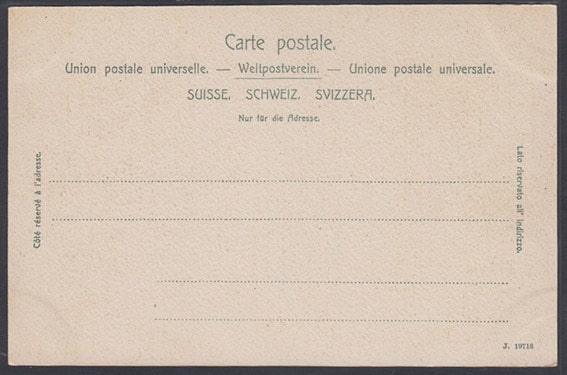 Carte postale.
Union postale universelle. — Weltpostverein. — Unione postale universale.
SUISSE. SCHWEIZ. SVIZZERA.
Nur für die Adresse.
Côté réservé à l'adresse.
Lato riservato all' indirizzo.
J. 19716